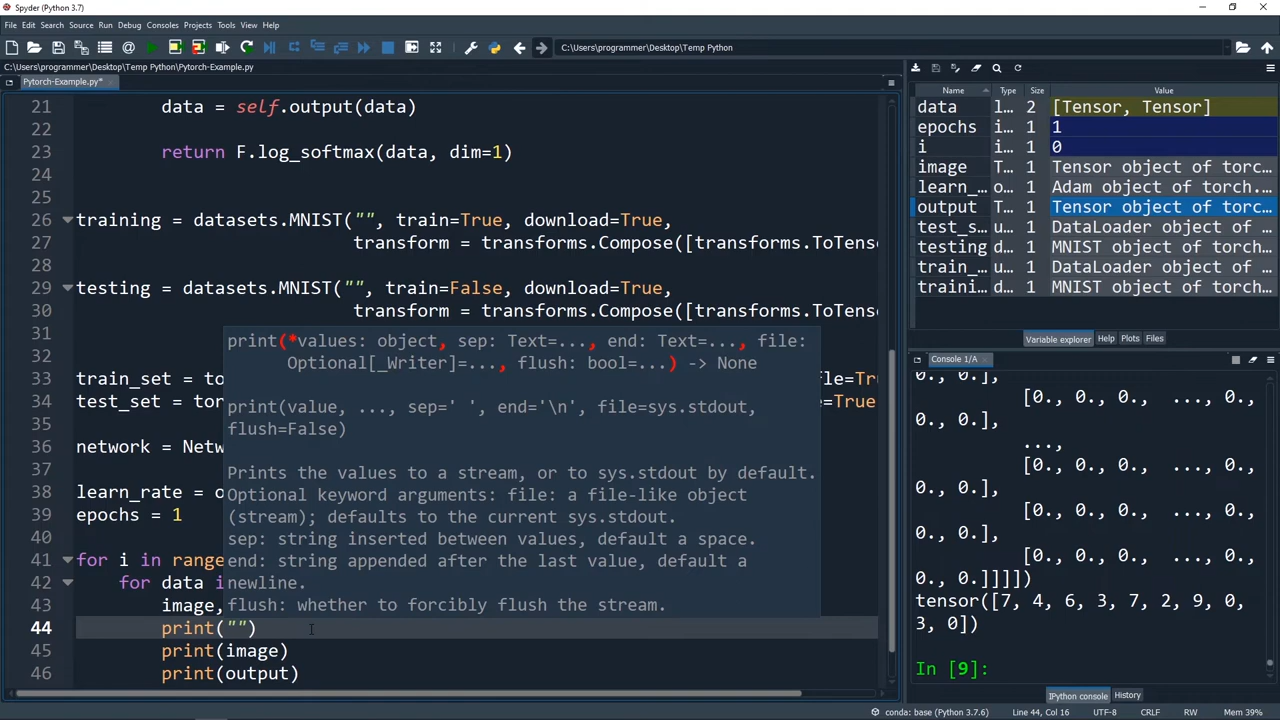 Spyder (Python 3.7)
File Edit Search Source Run Debug Consoles Projects Tools View Help
C:\Users\programmer\Desktop\Temp Python
C:\Users\programmer\Desktop\Temp Python\Pytorch-Example.py
Pytorch-Example.py*
21 data = self.output(data)
22
23 return F.log_softmax(data, dim=1)
24
25
26 training = datasets.MNIST("", train=True, download=True,
27 transform = transforms.Compose([transforms.ToTens
28
29 testing = datasets.MNIST("", train=False, download=True,
30 transform = transforms.Compose([transforms.ToTens
31
32
33 train_set = to fle=True
34 test_set = tor =True
35
36 network = Netw
37
38 learn_rate = o
39 epochs = 1
40
41 for i in range
42 for data i
43 image,
44 print("")
45 print(image)
46 print(output)
print(*values: object, sep: Text=..., end: Text=..., file:
Optional[_Writer]=..., flush: bool=...) -> None
print(value, ..., sep=' ', end='\n', file=sys.stdout,
flush=False)
Prints the values to a stream, or to sys.stdout by default.
Optional keyword arguments: file: a file-like object
(stream); defaults to the current sys.stdout.
sep: string inserted between values, default a space.
end: string appended after the last value, default a
newline.
flush: whether to forcibly flush the stream.
Name Type Size Value
data l... 2 [Tensor, Tensor]
epochs i... 1 1
i i... 1 0
image T... 1 Tensor object of torc...
learn_... o... 1 Adam object of torch....
output T... 1 Tensor object of torc...
test_s... u... 1 DataLoader object of ...
testing d... 1 MNIST object of torch...
train_... u... 1 DataLoader object of ...
traini... d... 1 MNIST object of torch...
Variable explorer Help Plots Files
Console 1/A
0., 0.],
[0., 0., 0., ..., 0.,
0., 0.],
...,
[0., 0., 0., ..., 0.,
0., 0.],
[0., 0., 0., ..., 0.,
0., 0.],
[0., 0., 0., ..., 0.,
0., 0.]]]])
tensor([7, 4, 6, 3, 7, 2, 9, 0,
3, 0])
In [9]:
IPython console History
conda: base (Python 3.7.6) Line 44, Col 16 UTF-8 CRLF RW Mem 39%